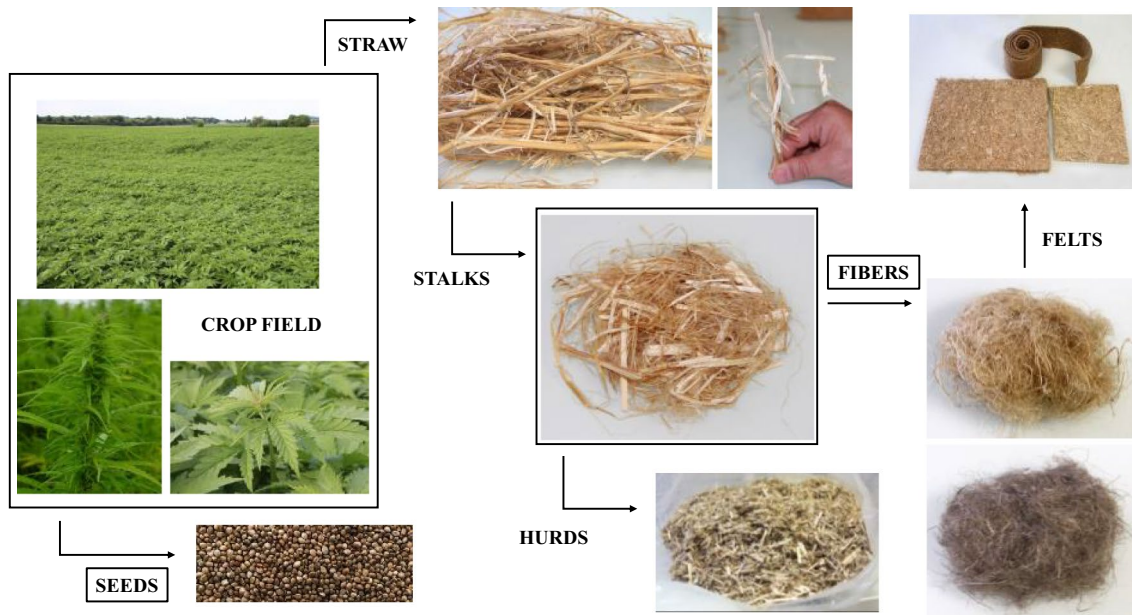 STRAW
CROP FIELD
STALKS
FIBERS
FELTS
HURDS
SEEDS